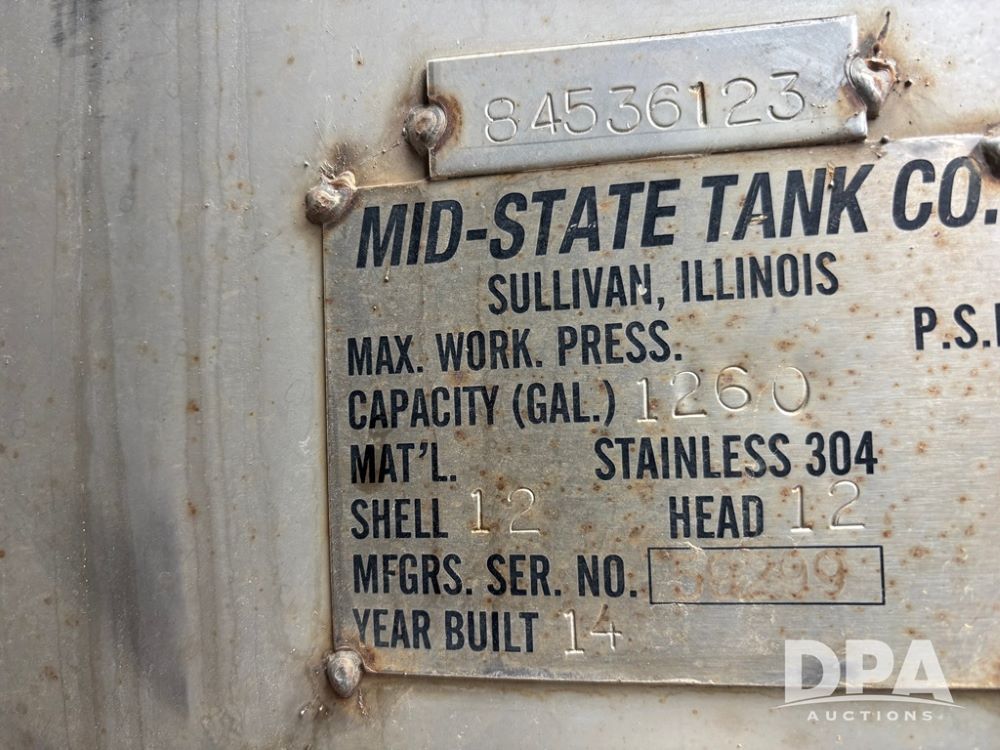 84536123
MID-STATE TANK CO.
SULLIVAN, ILLINOIS
MAX. WORK. PRESS. P.S.I
CAPACITY (GAL.) 1260
MAT'L. STAINLESS 304
SHELL 12 HEAD 12
MFGRS. SER. NO.
YEAR BUILT 14
DPA
AUCTIONS